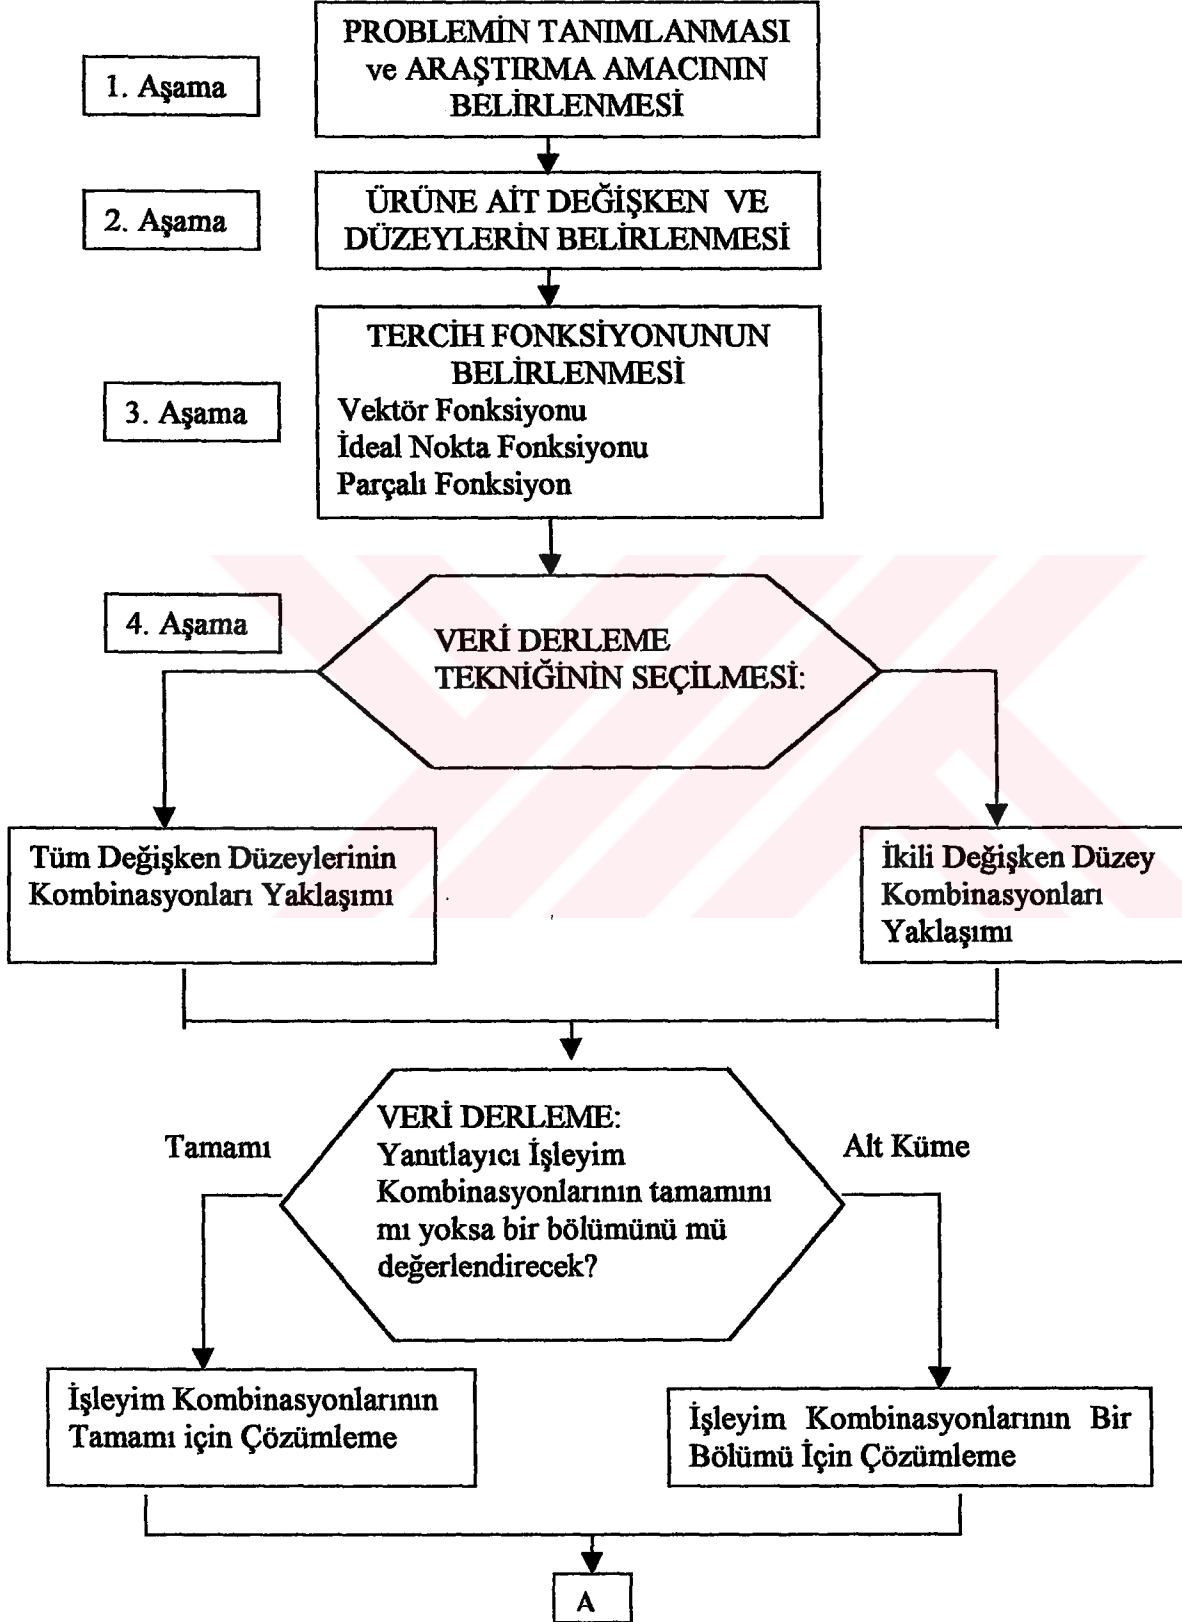 PROBLEMİN TANIMLANMASI
ve ARAŞTIRMA AMACININ
BELİRLENMESİ
1. Aşama
ÜRÜNE AİT DEĞİŞKEN VE
DÜZEYLERİN BELİRLENMESİ
2. Aşama
TERCİH FONKSİYONUNUN
BELİRLENMESİ
Vektör Fonksiyonu
İdeal Nokta Fonksiyonu
Parçalı Fonksiyon
3. Aşama
4. Aşama
VERİ DERLEME
TEKNİĞİNİN SEÇİLMESİ:
Tüm Değişken Düzeylerinin
Kombinasyonları Yaklaşımı
İkili Değişken Düzey
Kombinasyonları
Yaklaşımı
VERİ DERLEME:
Yanıtlayıcı İşleyim
Kombinasyonlarının tamamını
mı yoksa bir bölümünü mü
değerlendirecek?
Tamamı
Alt Küme
İşleyim Kombinasyonlarının
Tamamı için Çözümleme
İşleyim Kombinasyonlarının Bir
Bölümü İçin Çözümleme
A